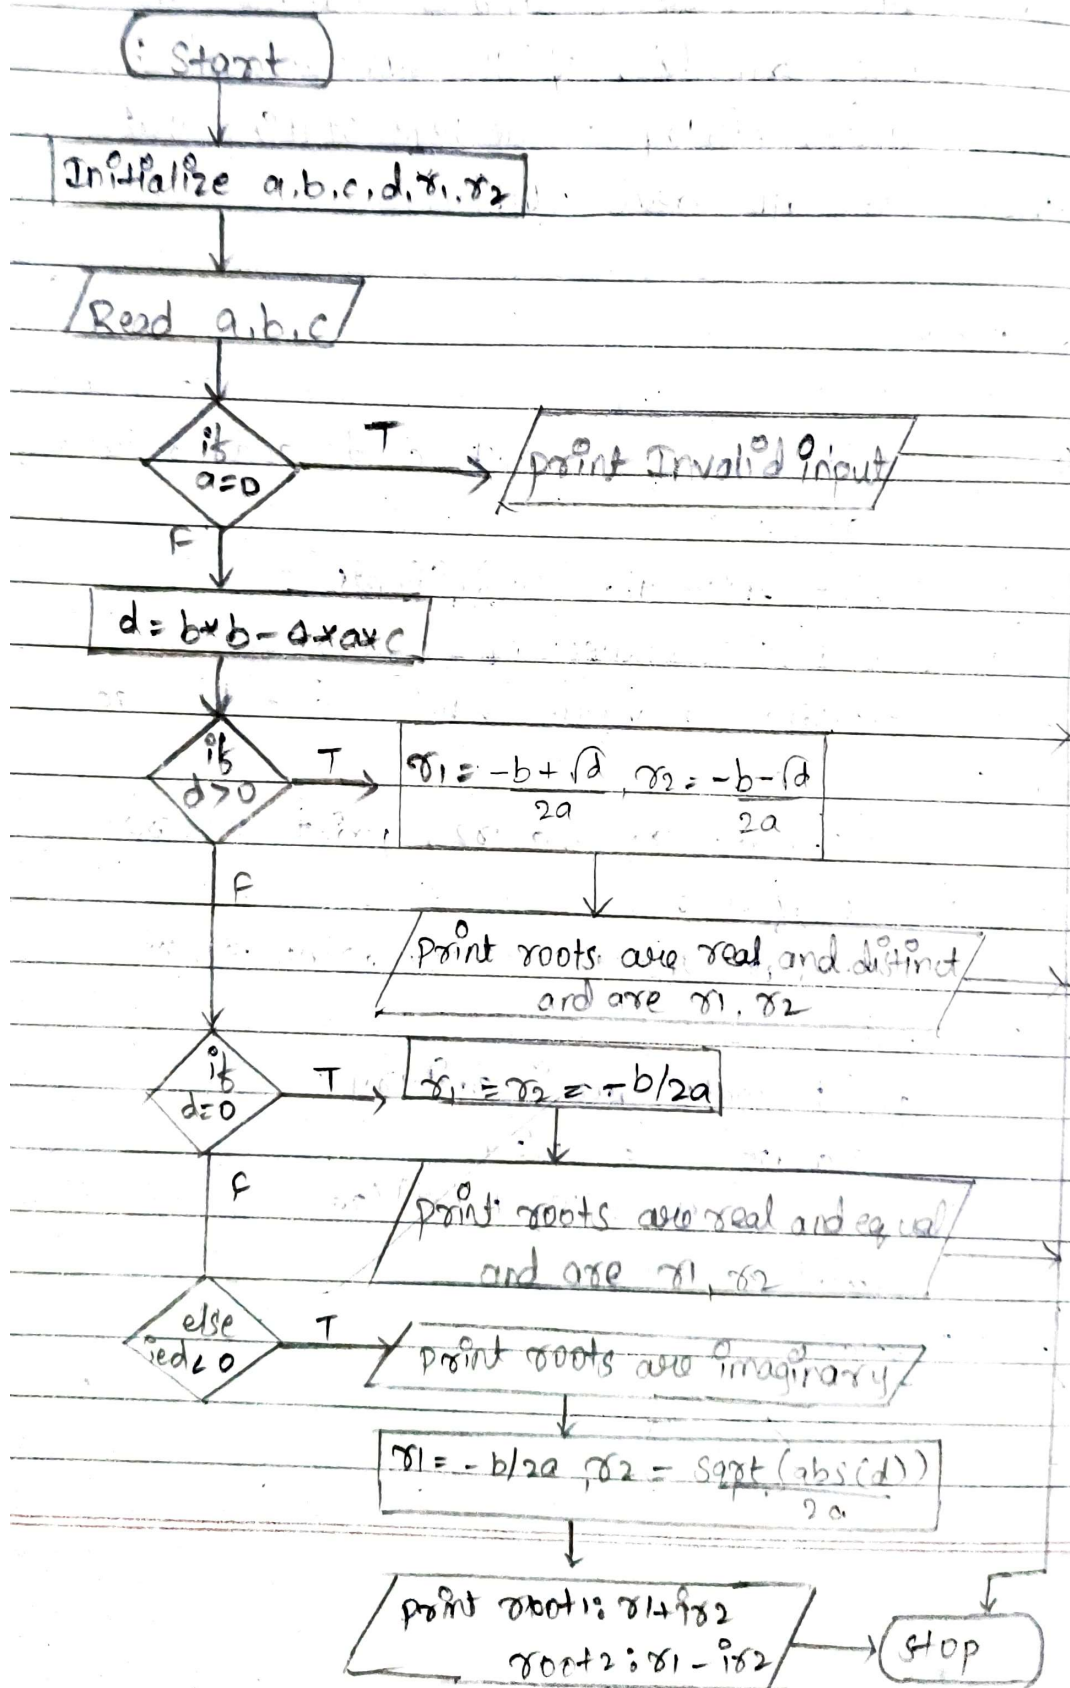 Start
Initialize a,b,c,d,r1,r2
Read a,b,c
if
a=0
T
print Invalid input
F
d = b*b-4*a*c
if
d>0
T
r1 = -b+√d , r2 = -b-√d
2a
2a
F
print roots are real and distinct
and are r1, r2
if
d=0
T
r1 = r2 = -b/2a
F
print roots are real and equal
and are r1, r2
else
ie d<0
T
print roots are imaginary
r1 = -b/2a , r2 = sqrt(abs(d))
2a
print root1: r1+ir2
root2: r1-ir2
stop